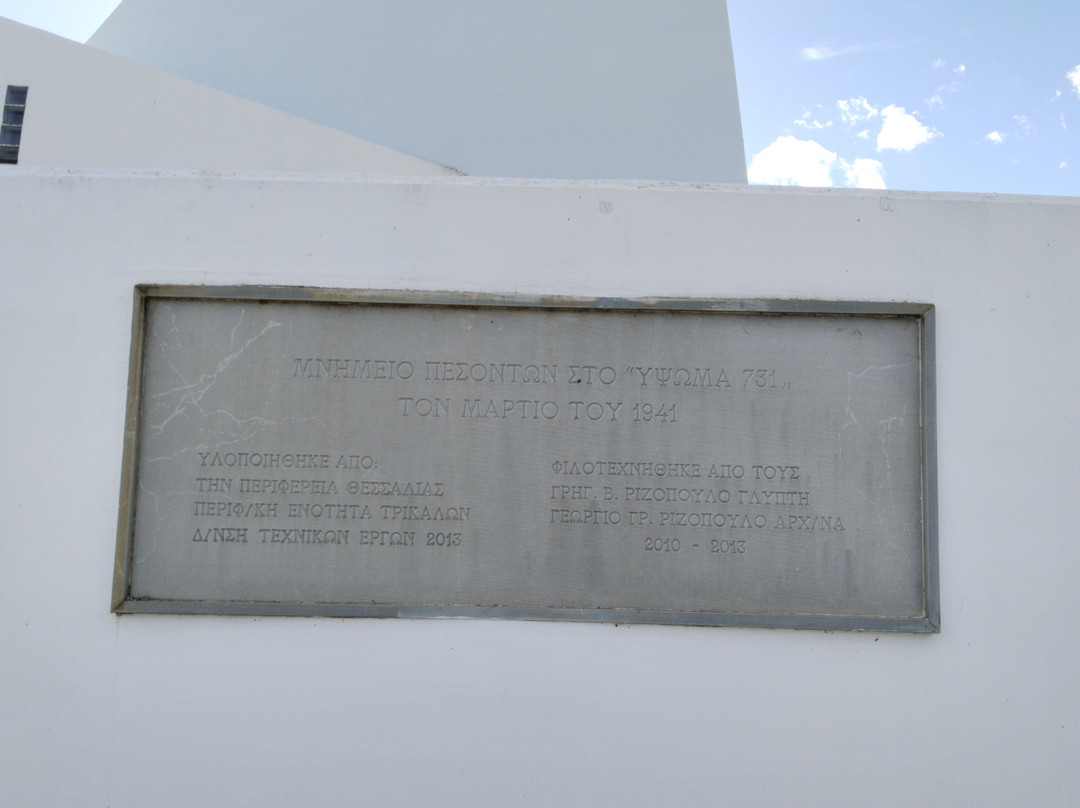 ΜΝΗΜΕΙΟ ΠΕΣΟΝΤΩΝ ΣΤΟ "ΥΨΩΜΑ 731"
ΤΟΝ ΜΑΡΤΙΟ ΤΟΥ 1941
ΥΛΟΠΟΙΗΘΗΚΕ ΑΠΟ:
ΤΗΝ ΠΕΡΙΦΕΡΕΙΑ ΘΕΣΣΑΛΙΑΣ
ΠΕΡΙΦ/ΚΗ ΕΝΟΤΗΤΑ ΤΡΙΚΑΛΩΝ
Δ/ΝΣΗ ΤΕΧΝΙΚΩΝ ΕΡΓΩΝ 2013
ΦΙΛΟΤΕΧΝΗΘΗΚΕ ΑΠΟ ΤΟΥΣ
ΓΡΗΓ. Β. ΡΙΖΟΠΟΥΛΟ ΓΛΥΠΤΗ
ΓΕΩΡΓΙΟ ΓΡ. ΡΙΖΟΠΟΥΛΟ ΑΡΧ/ΝΑ
2010 - 2013